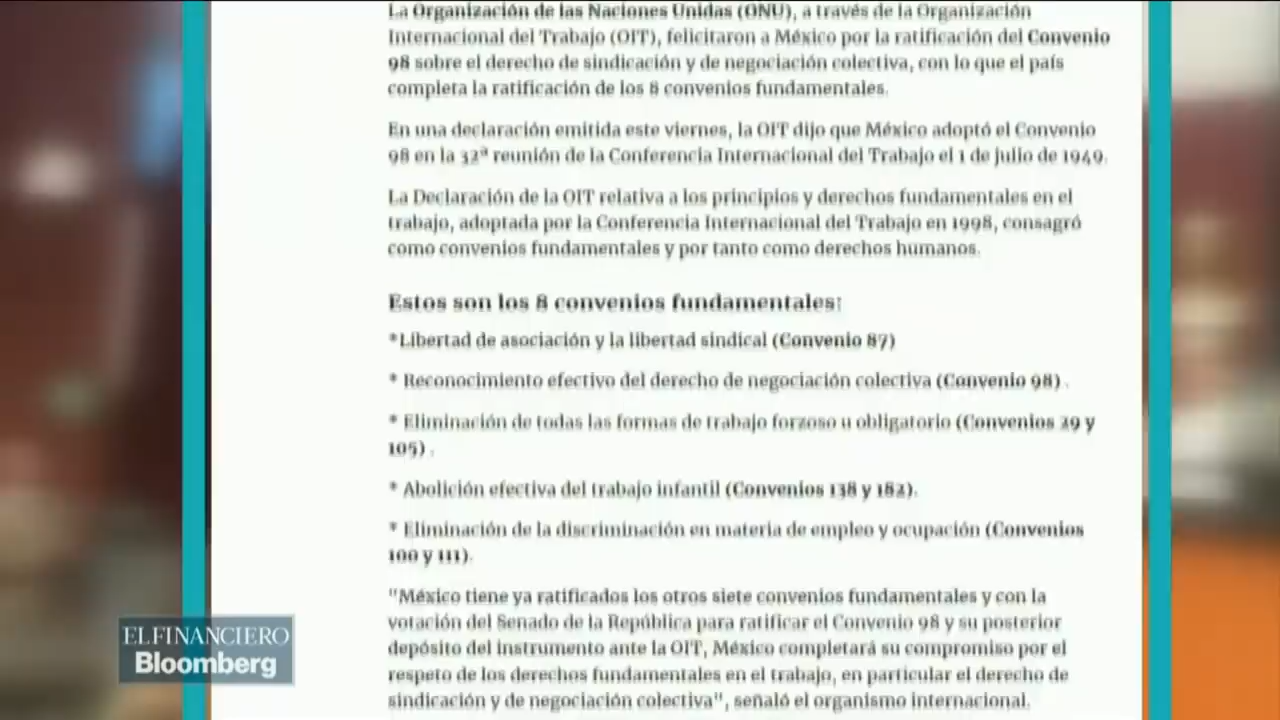 La Organización de las Naciones Unidas (ONU), a través de la Organización
Internacional del Trabajo (OIT), felicitaron a México por la ratificación del Convenio
98 sobre el derecho de sindicación y de negociación colectiva, con lo que el país
completa la ratificación de los 8 convenios fundamentales.
En una declaración emitida este viernes, la OIT dijo que México adoptó el Convenio
98 en la 32ª reunión de la Conferencia Internacional del Trabajo el 1 de julio de 1949.
La Declaración de la OIT relativa a los principios y derechos fundamentales en el
trabajo, adoptada por la Conferencia Internacional del Trabajo en 1998, consagró
como convenios fundamentales y por tanto como derechos humanos.
Estos son los 8 convenios fundamentales:
*Libertad de asociación y la libertad sindical (Convenio 87)
* Reconocimiento efectivo del derecho de negociación colectiva (Convenio 98) .
* Eliminación de todas las formas de trabajo forzoso u obligatorio (Convenios 29 y
105) .
* Abolición efectiva del trabajo infantil (Convenios 138 y 182).
* Eliminación de la discriminación en materia de empleo y ocupación (Convenios
100 y 111).
"México tiene ya ratificados los otros siete convenios fundamentales y con la
votación del Senado de la República para ratificar el Convenio 98 y su posterior
depósito del instrumento ante la OIT, México completará su compromiso por el
respeto de los derechos fundamentales en el trabajo, en particular el derecho de
sindicación y de negociación colectiva", señaló el organismo internacional.
EL FINANCIERO
Bloomberg